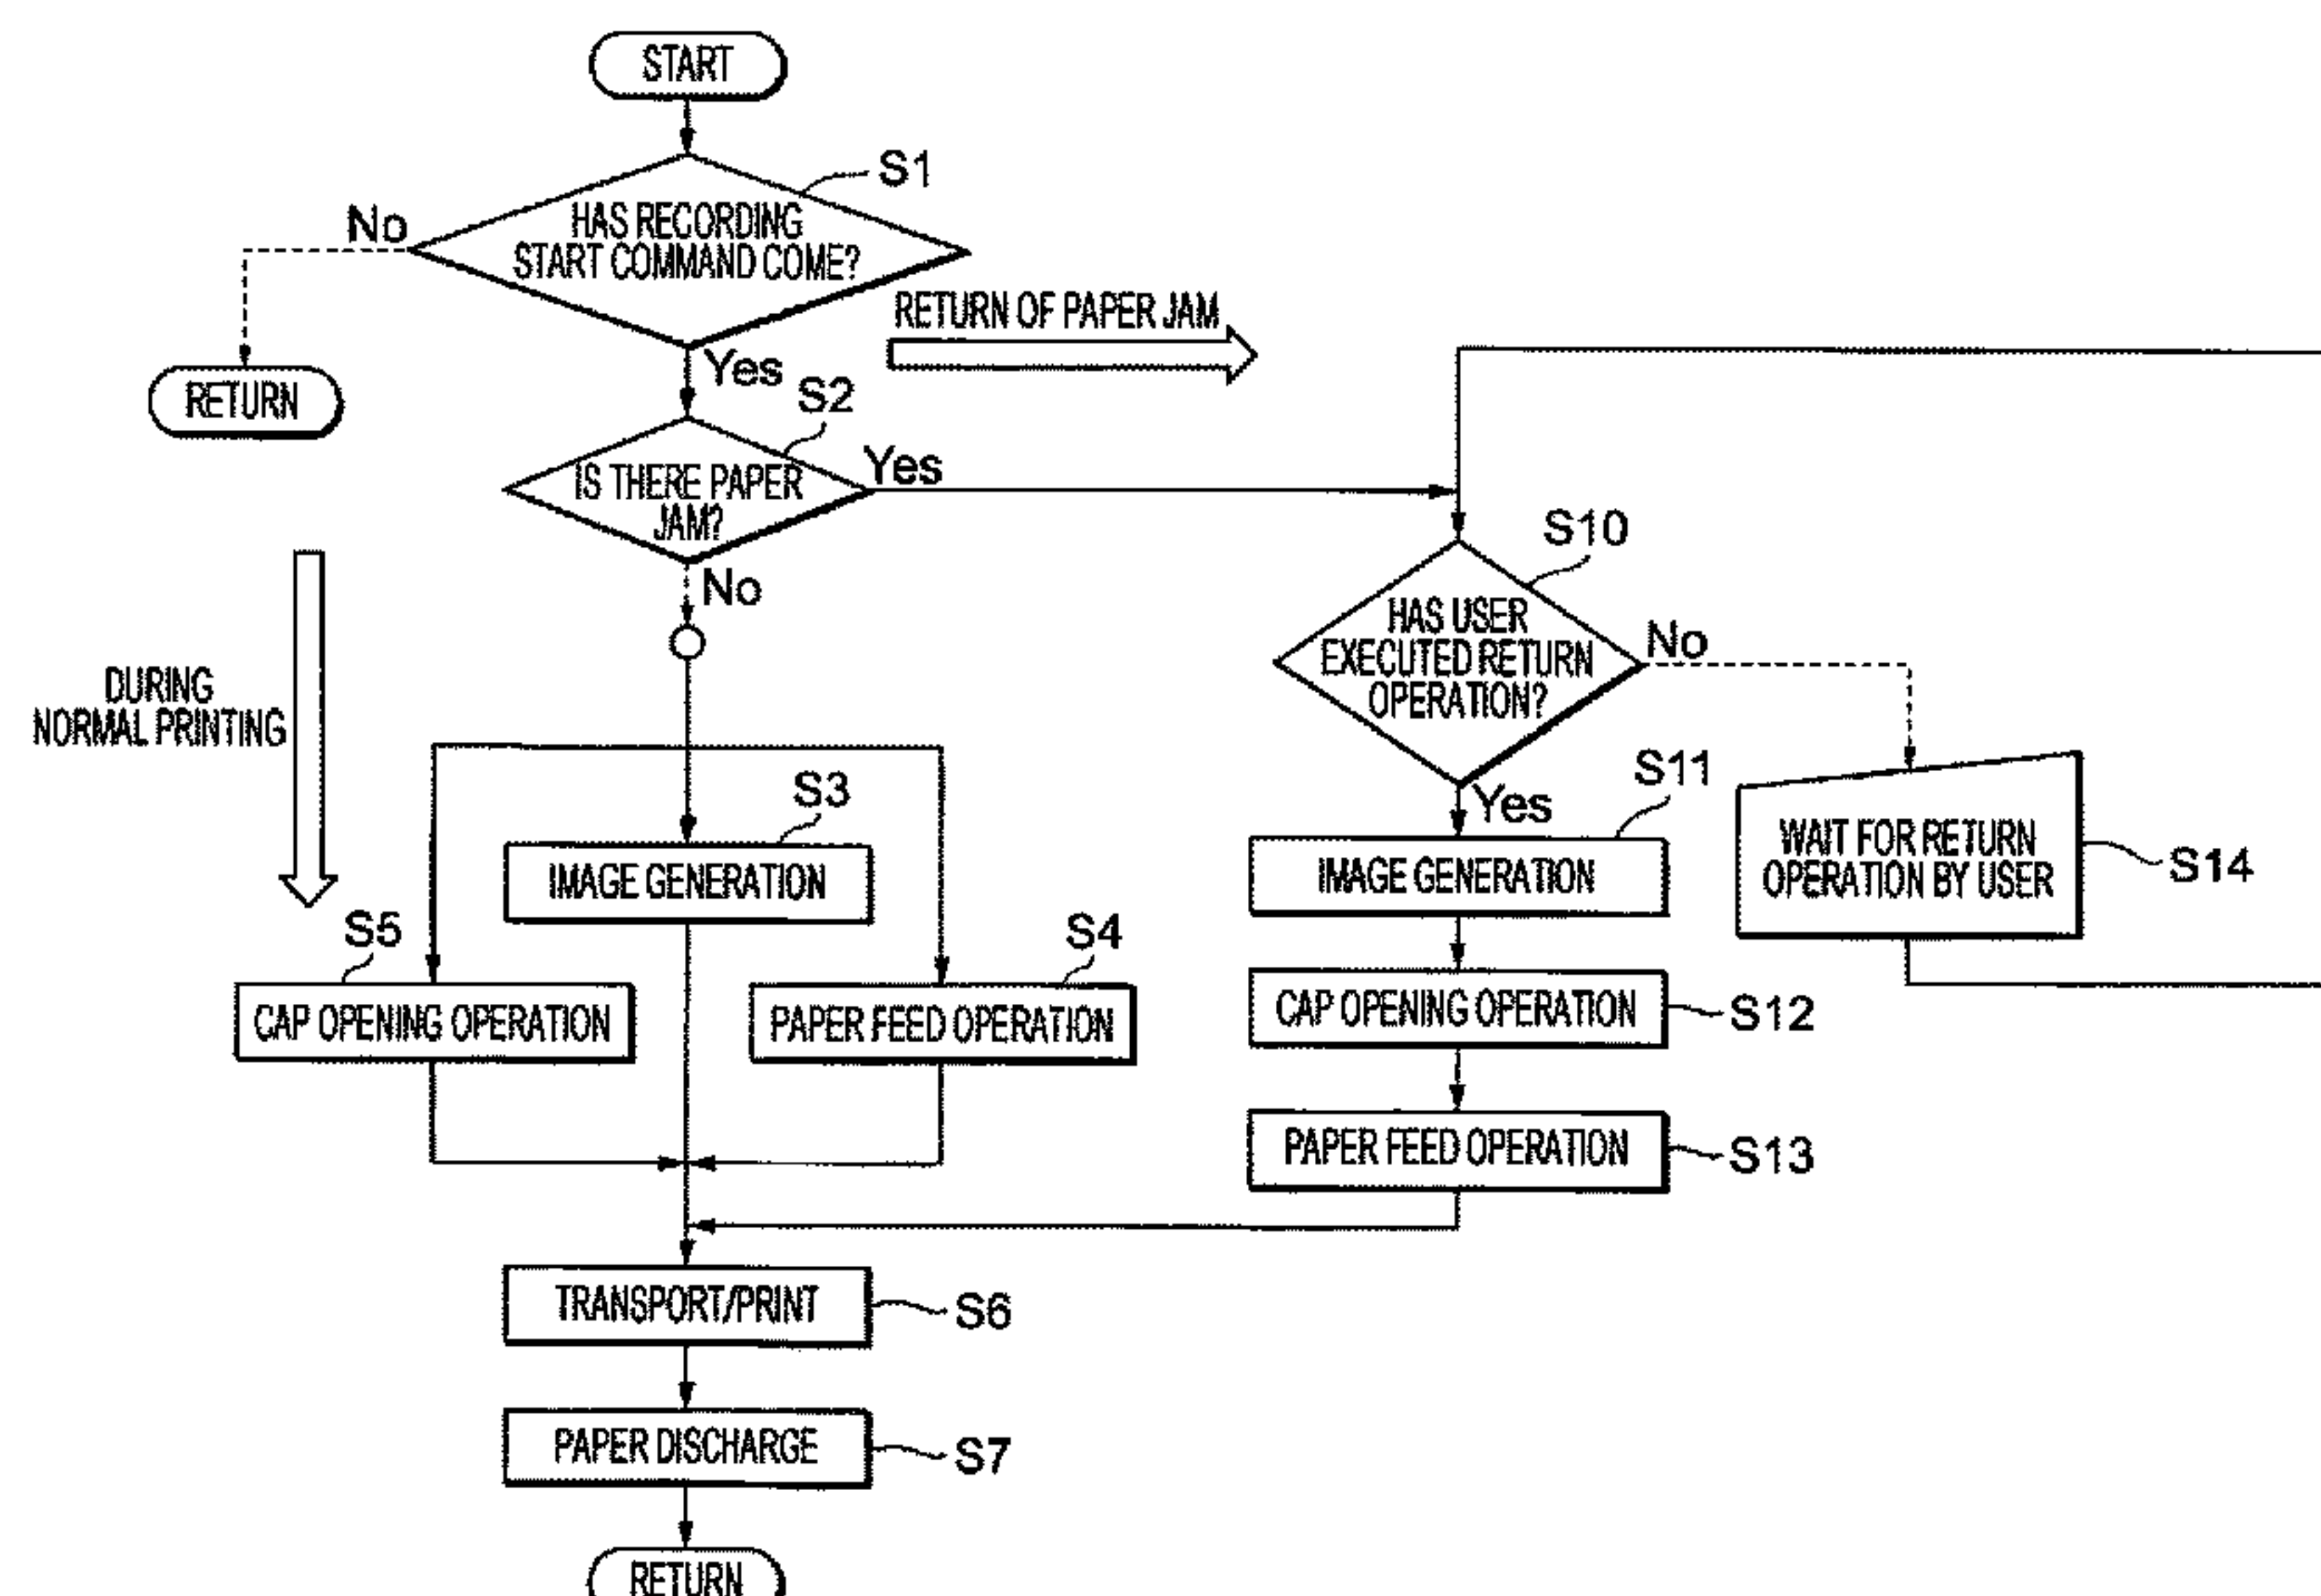 START
S1
HAS RECORDING
START COMMAND COME?
No
RETURN OF PAPER JAM
Yes
RETURN
S2
IS THERE PAPER
JAM?
Yes
No
S10
HAS USER
EXECUTED RETURN
OPERATION?
No
DURING
NORMAL PRINTING
S3
IMAGE GENERATION
S11
Yes
IMAGE GENERATION
WAIT FOR RETURN
OPERATION BY USER
S14
S5
CAP OPENING OPERATION
S4
PAPER FEED OPERATION
CAP OPENING OPERATION
S12
PAPER FEED OPERATION
S13
TRANSPORT/PRINT
S6
PAPER DISCHARGE
S7
RETURN